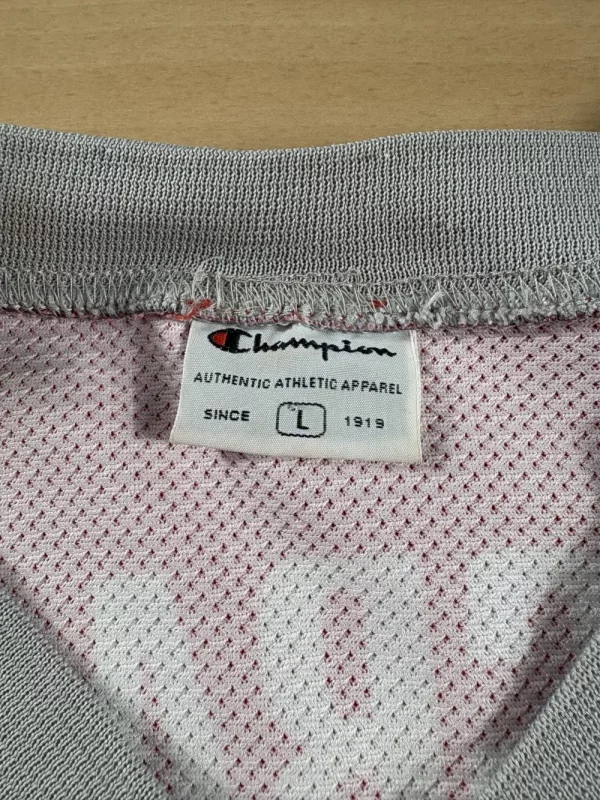 Champion
AUTHENTIC ATHLETIC APPAREL
SINCE L 1919